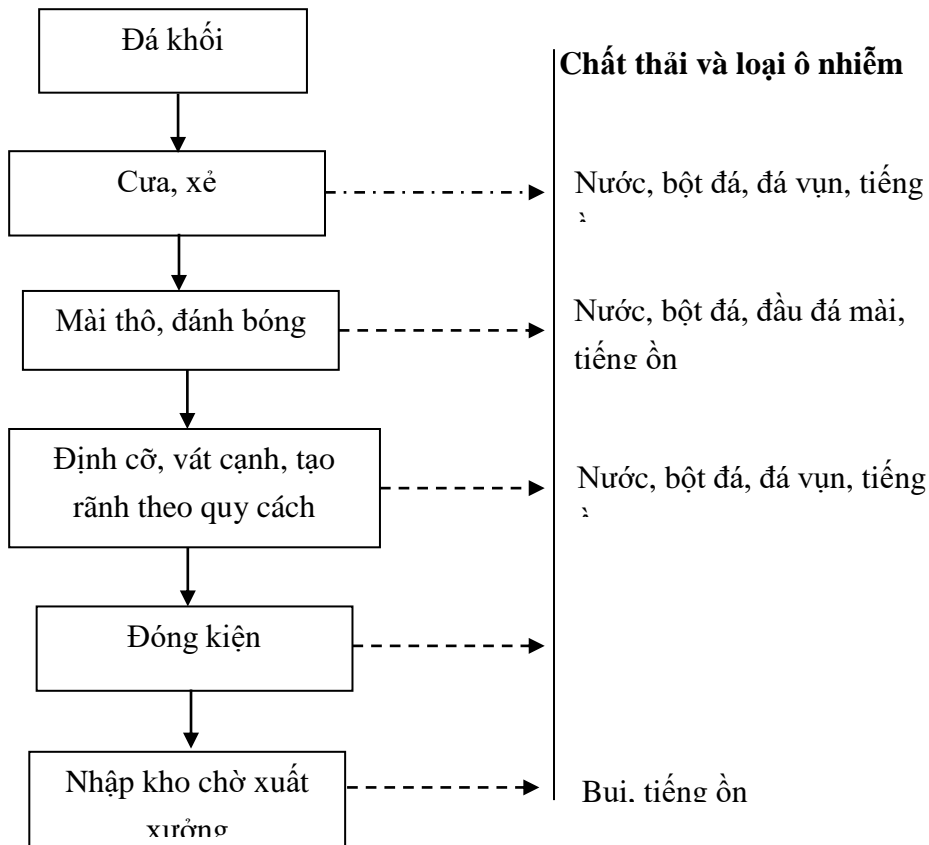 Đá khối
Chất thải và loại ô nhiễm
Cưa, xẻ
Nước, bột đá, đá vụn, tiếng
Mài thô, đánh bóng
Nước, bột đá, đầu đá mài,
tiếng ồn
Định cỡ, vát cạnh, tạo
rãnh theo quy cách
Nước, bột đá, đá vụn, tiếng
Đóng kiện
Nhập kho chờ xuất
xưởng
Bụi, tiếng ồn